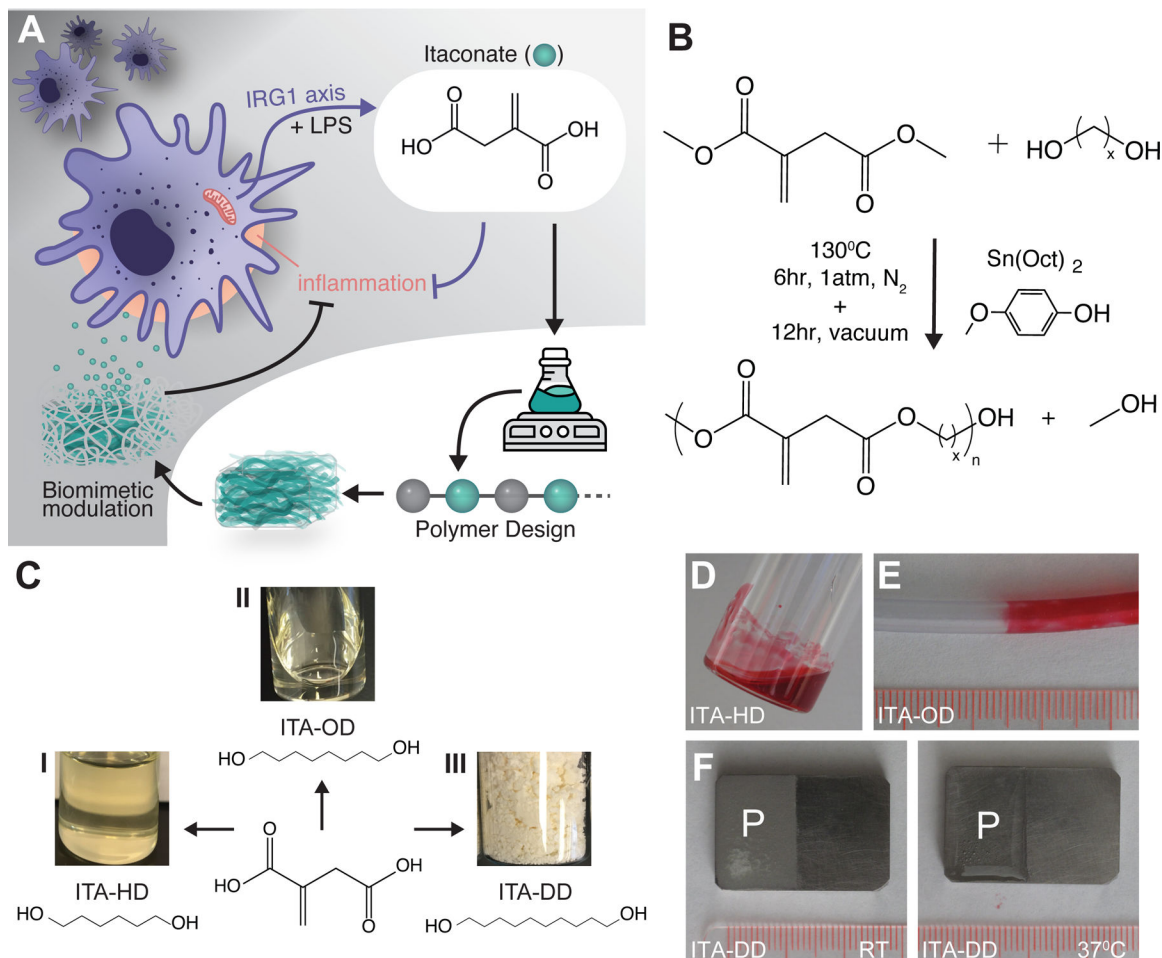 A
Itaconate ( )
IRG1 axis
+ LPS
O
HO
OH
O
inflammation
Biomimetic
modulation
Polymer Design
B
O
O
O
O
+
HO
x
OH
130⁰C
6hr, 1atm, N₂
+
12hr, vacuum
Sn(Oct) ₂
O
OH
O
O
O
O
x
n
OH
+
OH
C
II
ITA-OD
HO
OH
I
ITA-HD
HO
OH
III
ITA-DD
HO
OH
O
HO
OH
O
D
ITA-HD
E
ITA-OD
F
P
ITA-DD
RT
P
ITA-DD
37⁰C